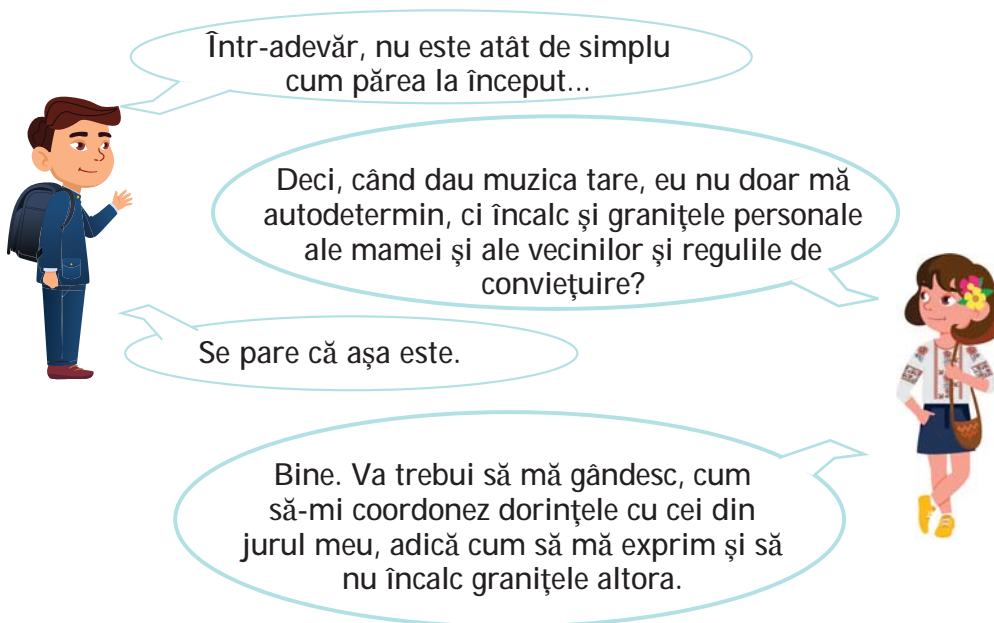 Într-adevăr, nu este atât de simplu
cum părea la început...
Deci, când dau muzica tare, eu nu doar mă
autodetermin, ci încalc și granițele personale
ale mamei și ale vecinilor și regulile de
conviețuire?
Se pare că așa este.
Bine. Va trebui să mă gândesc, cum
să-mi coordonez dorințele cu cei din
jurul meu, adică cum să mă exprim și să
nu încalc granițele altora.